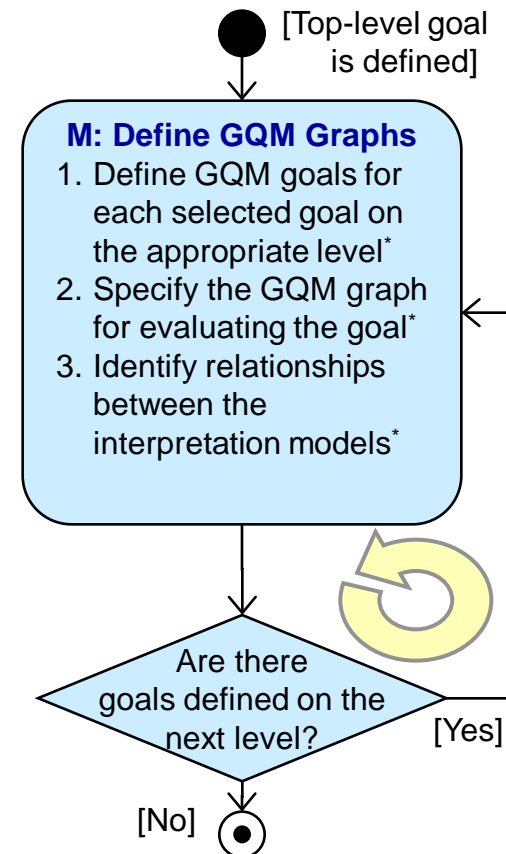 [Top-level goal
is defined]
M: Define GQM Graphs
1. Define GQM goals for
each selected goal on
the appropriate level*
2. Specify the GQM graph
for evaluating the goal*
3. Identify relationships
between the
interpretation models*
Are there
goals defined on the
next level?
[Yes]
[No]